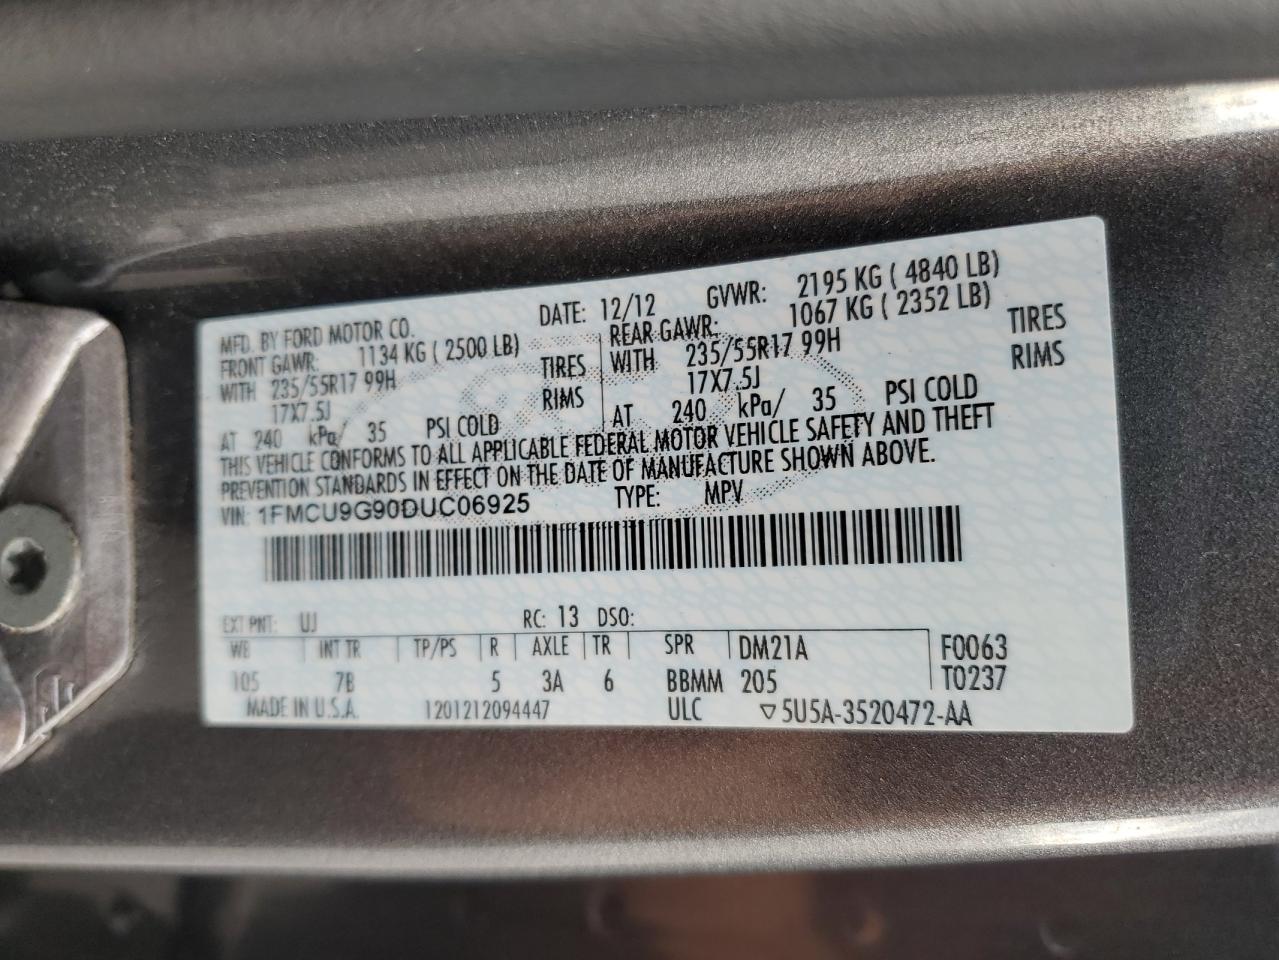 MFD. BY FORD MOTOR CO.
DATE: 12/12
GVWR: 2195 KG ( 4840 LB)
FRONT GAWR: 1134 KG ( 2500 LB)
REAR GAWR: 1067 KG ( 2352 LB)
WITH 235/55R17 99H TIRES
WITH 235/55R17 99H TIRES
17X7.5J RIMS
17X7.5J RIMS
AT 240 kPa/ 35 PSI COLD
AT 240 kPa/ 35 PSI COLD
THIS VEHICLE CONFORMS TO ALL APPLICABLE FEDERAL MOTOR VEHICLE SAFETY AND THEFT
PREVENTION STANDARDS IN EFFECT ON THE DATE OF MANUFACTURE SHOWN ABOVE.
VIN: 1FMCU9G90DUC06925
TYPE: MPV
EXT PNT: UJ RC: 13 DSO:
WB INT TR TP/PS R AXLE TR SPR DM21A F0063
105 7B 5 3A 6 BBMM 205 T0237
MADE IN U.S.A. 1201212094447 ULC ▽5U5A-3520472-AA